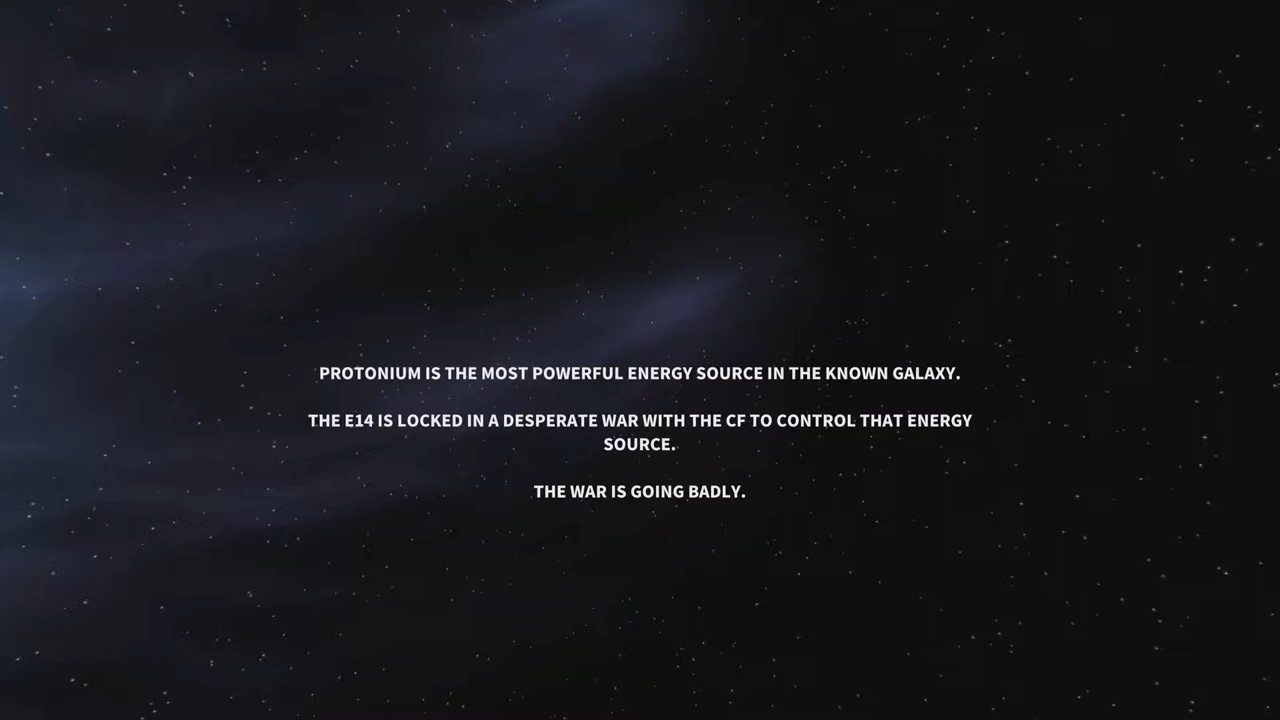 PROTONIUM IS THE MOST POWERFUL ENERGY SOURCE IN THE KNOWN GALAXY.
THE E14 IS LOCKED IN A DESPERATE WAR WITH THE CF TO CONTROL THAT ENERGY
SOURCE.
THE WAR IS GOING BADLY.